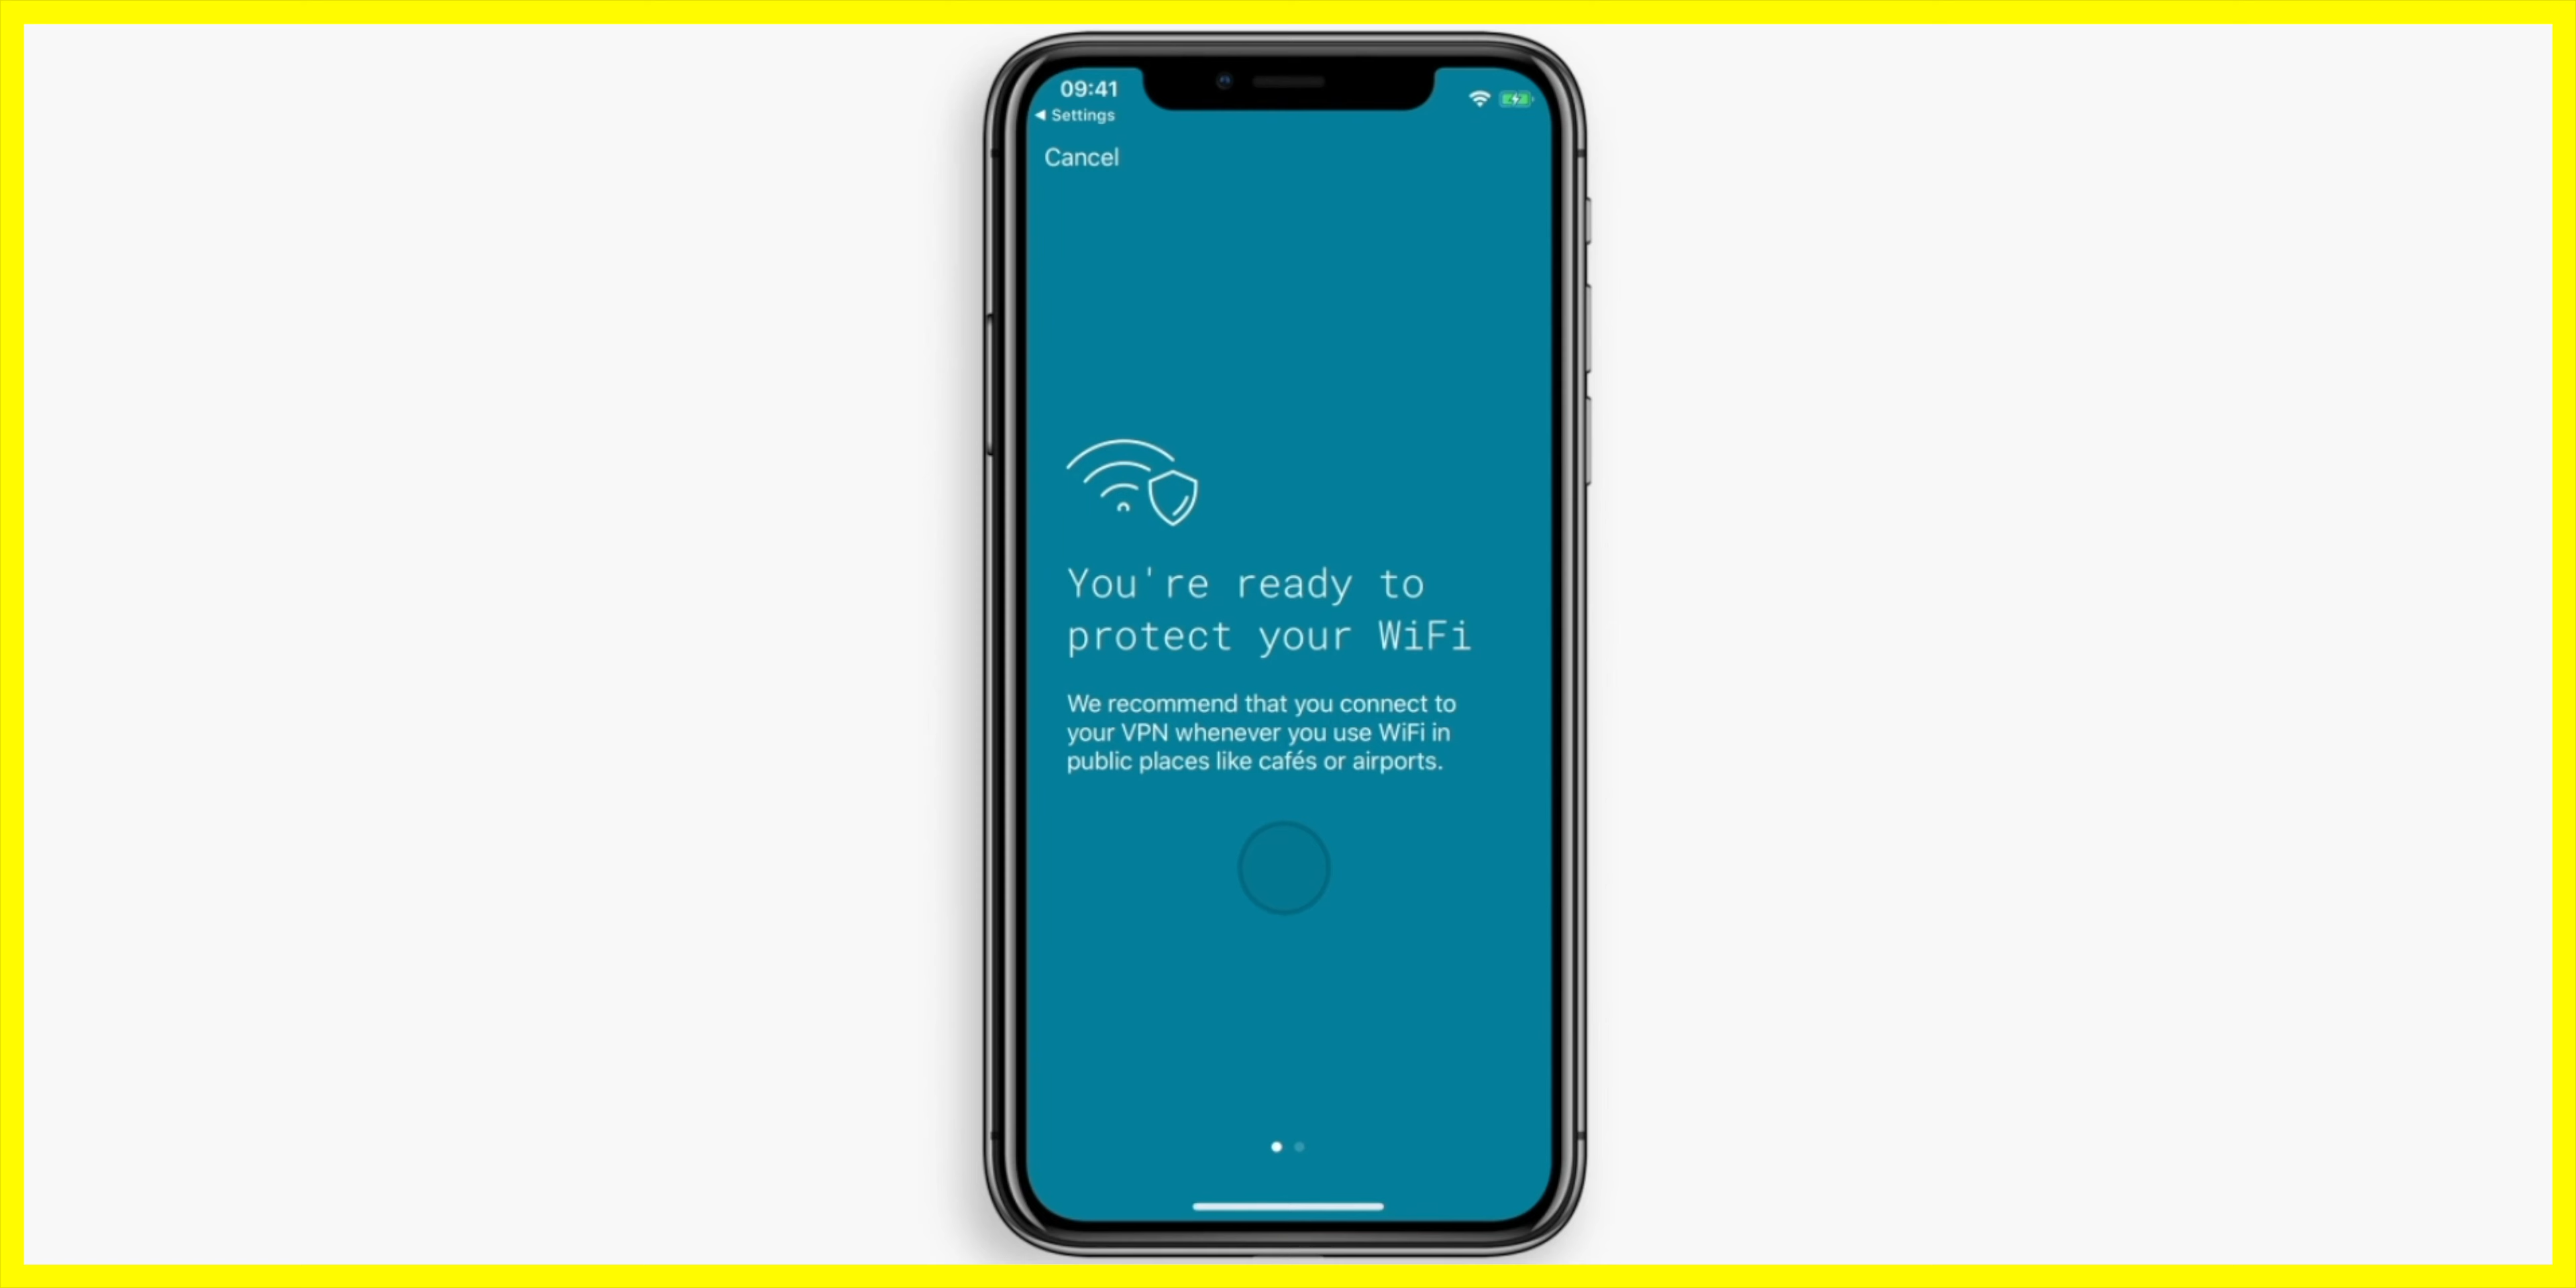 09:41
◀ Settings
Cancel
You're ready to
protect your WiFi
We recommend that you connect to
your VPN whenever you use WiFi in
public places like cafés or airports.